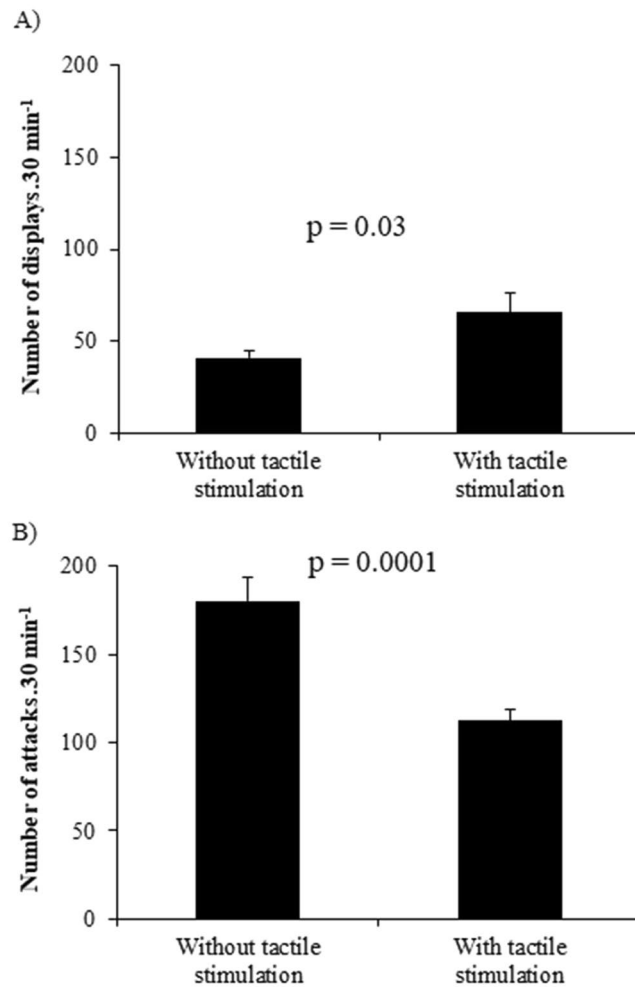 A)
Number of displays.30 min⁻¹
200
150
100
50
0
p = 0.03
Without tactile
stimulation
With tactile
stimulation
B)
Number of attacks.30 min⁻¹
200
150
100
50
0
p = 0.0001
Without tactile
stimulation
With tactile
stimulation